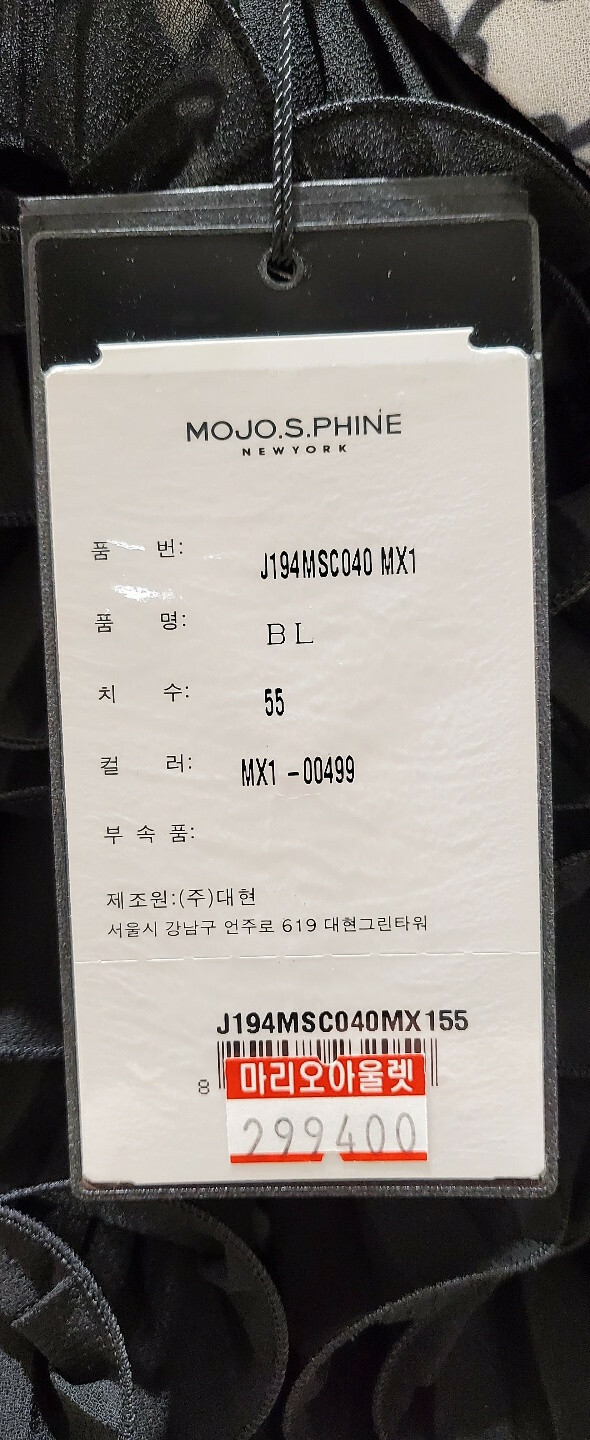 MOJO.S.PHINE
NEWYORK
품 번: J194MSC040 MX1
품 명: BL
치 수: 55
컬 러: MX1 -00499
부 속 품:
제조원:(주)대현
서울시 강남구 언주로 619 대현그린타워
J194MSC040MX155
8
마리오아울렛
299400